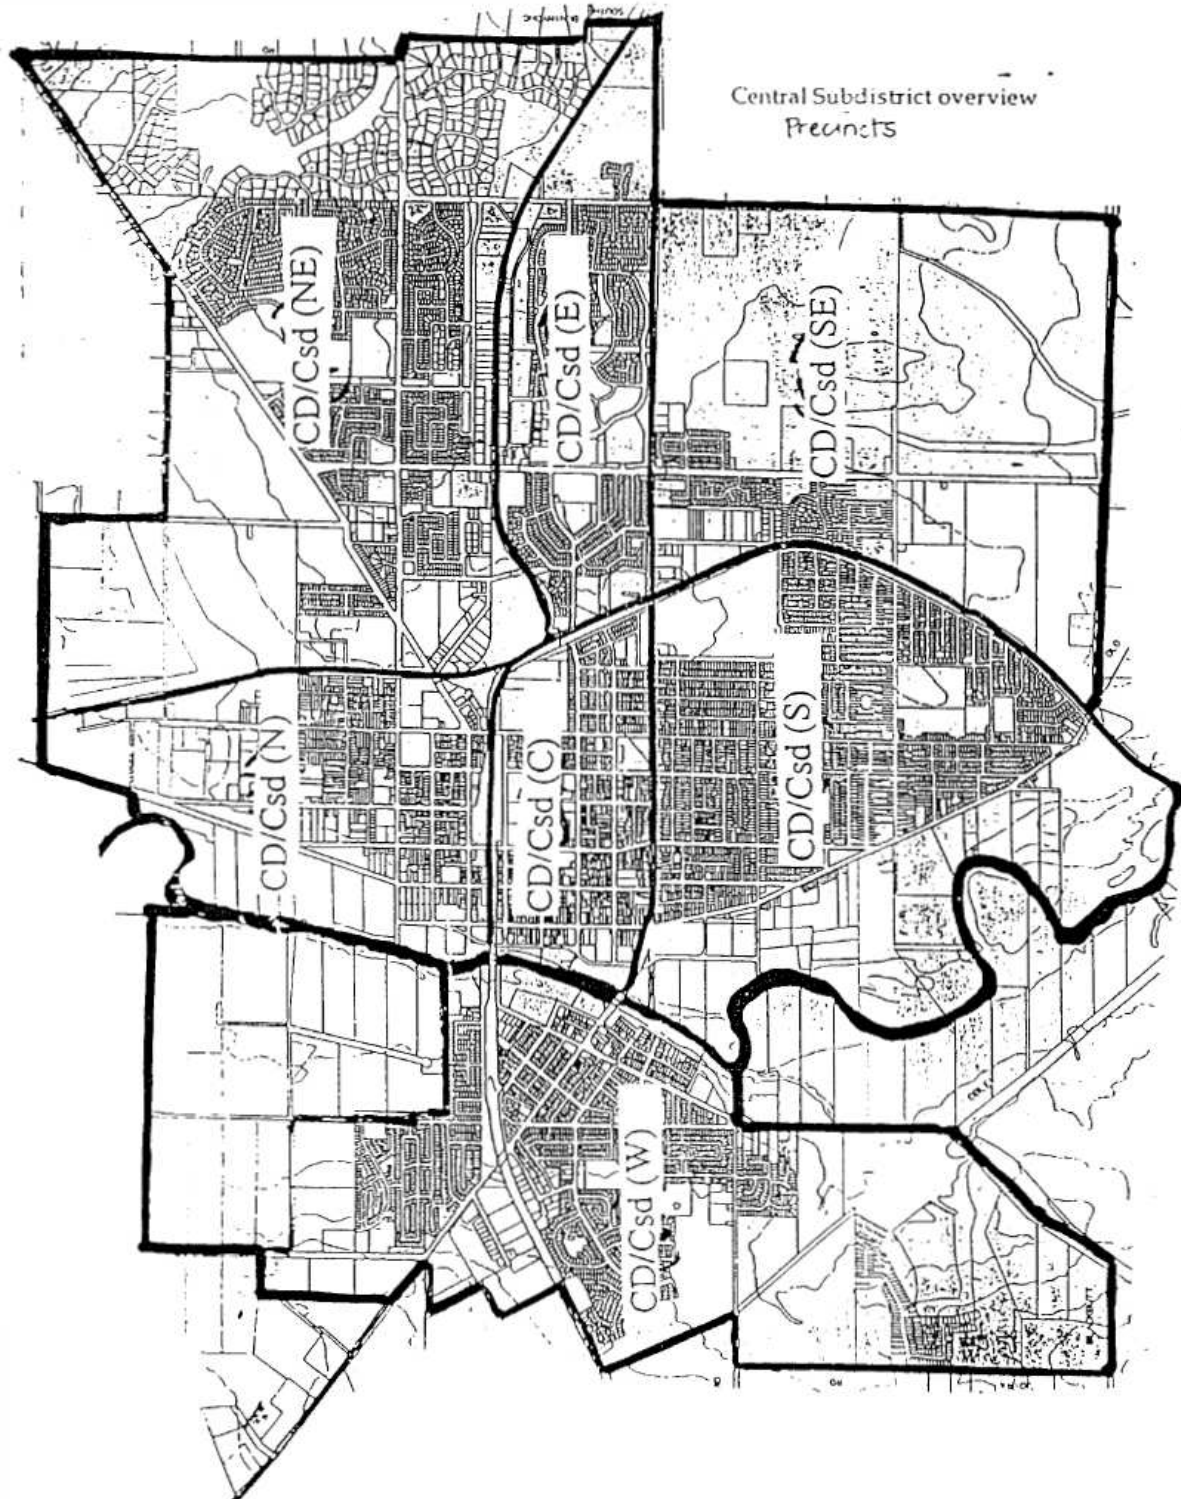 Central Subdistrict overview
Precincts
CD/Csd (NE)
CD/Csd (E)
CD/Csd (SE)
CD/Csd (N)
CD/Csd (C)
CD/Csd (S)
CD/Csd (W)